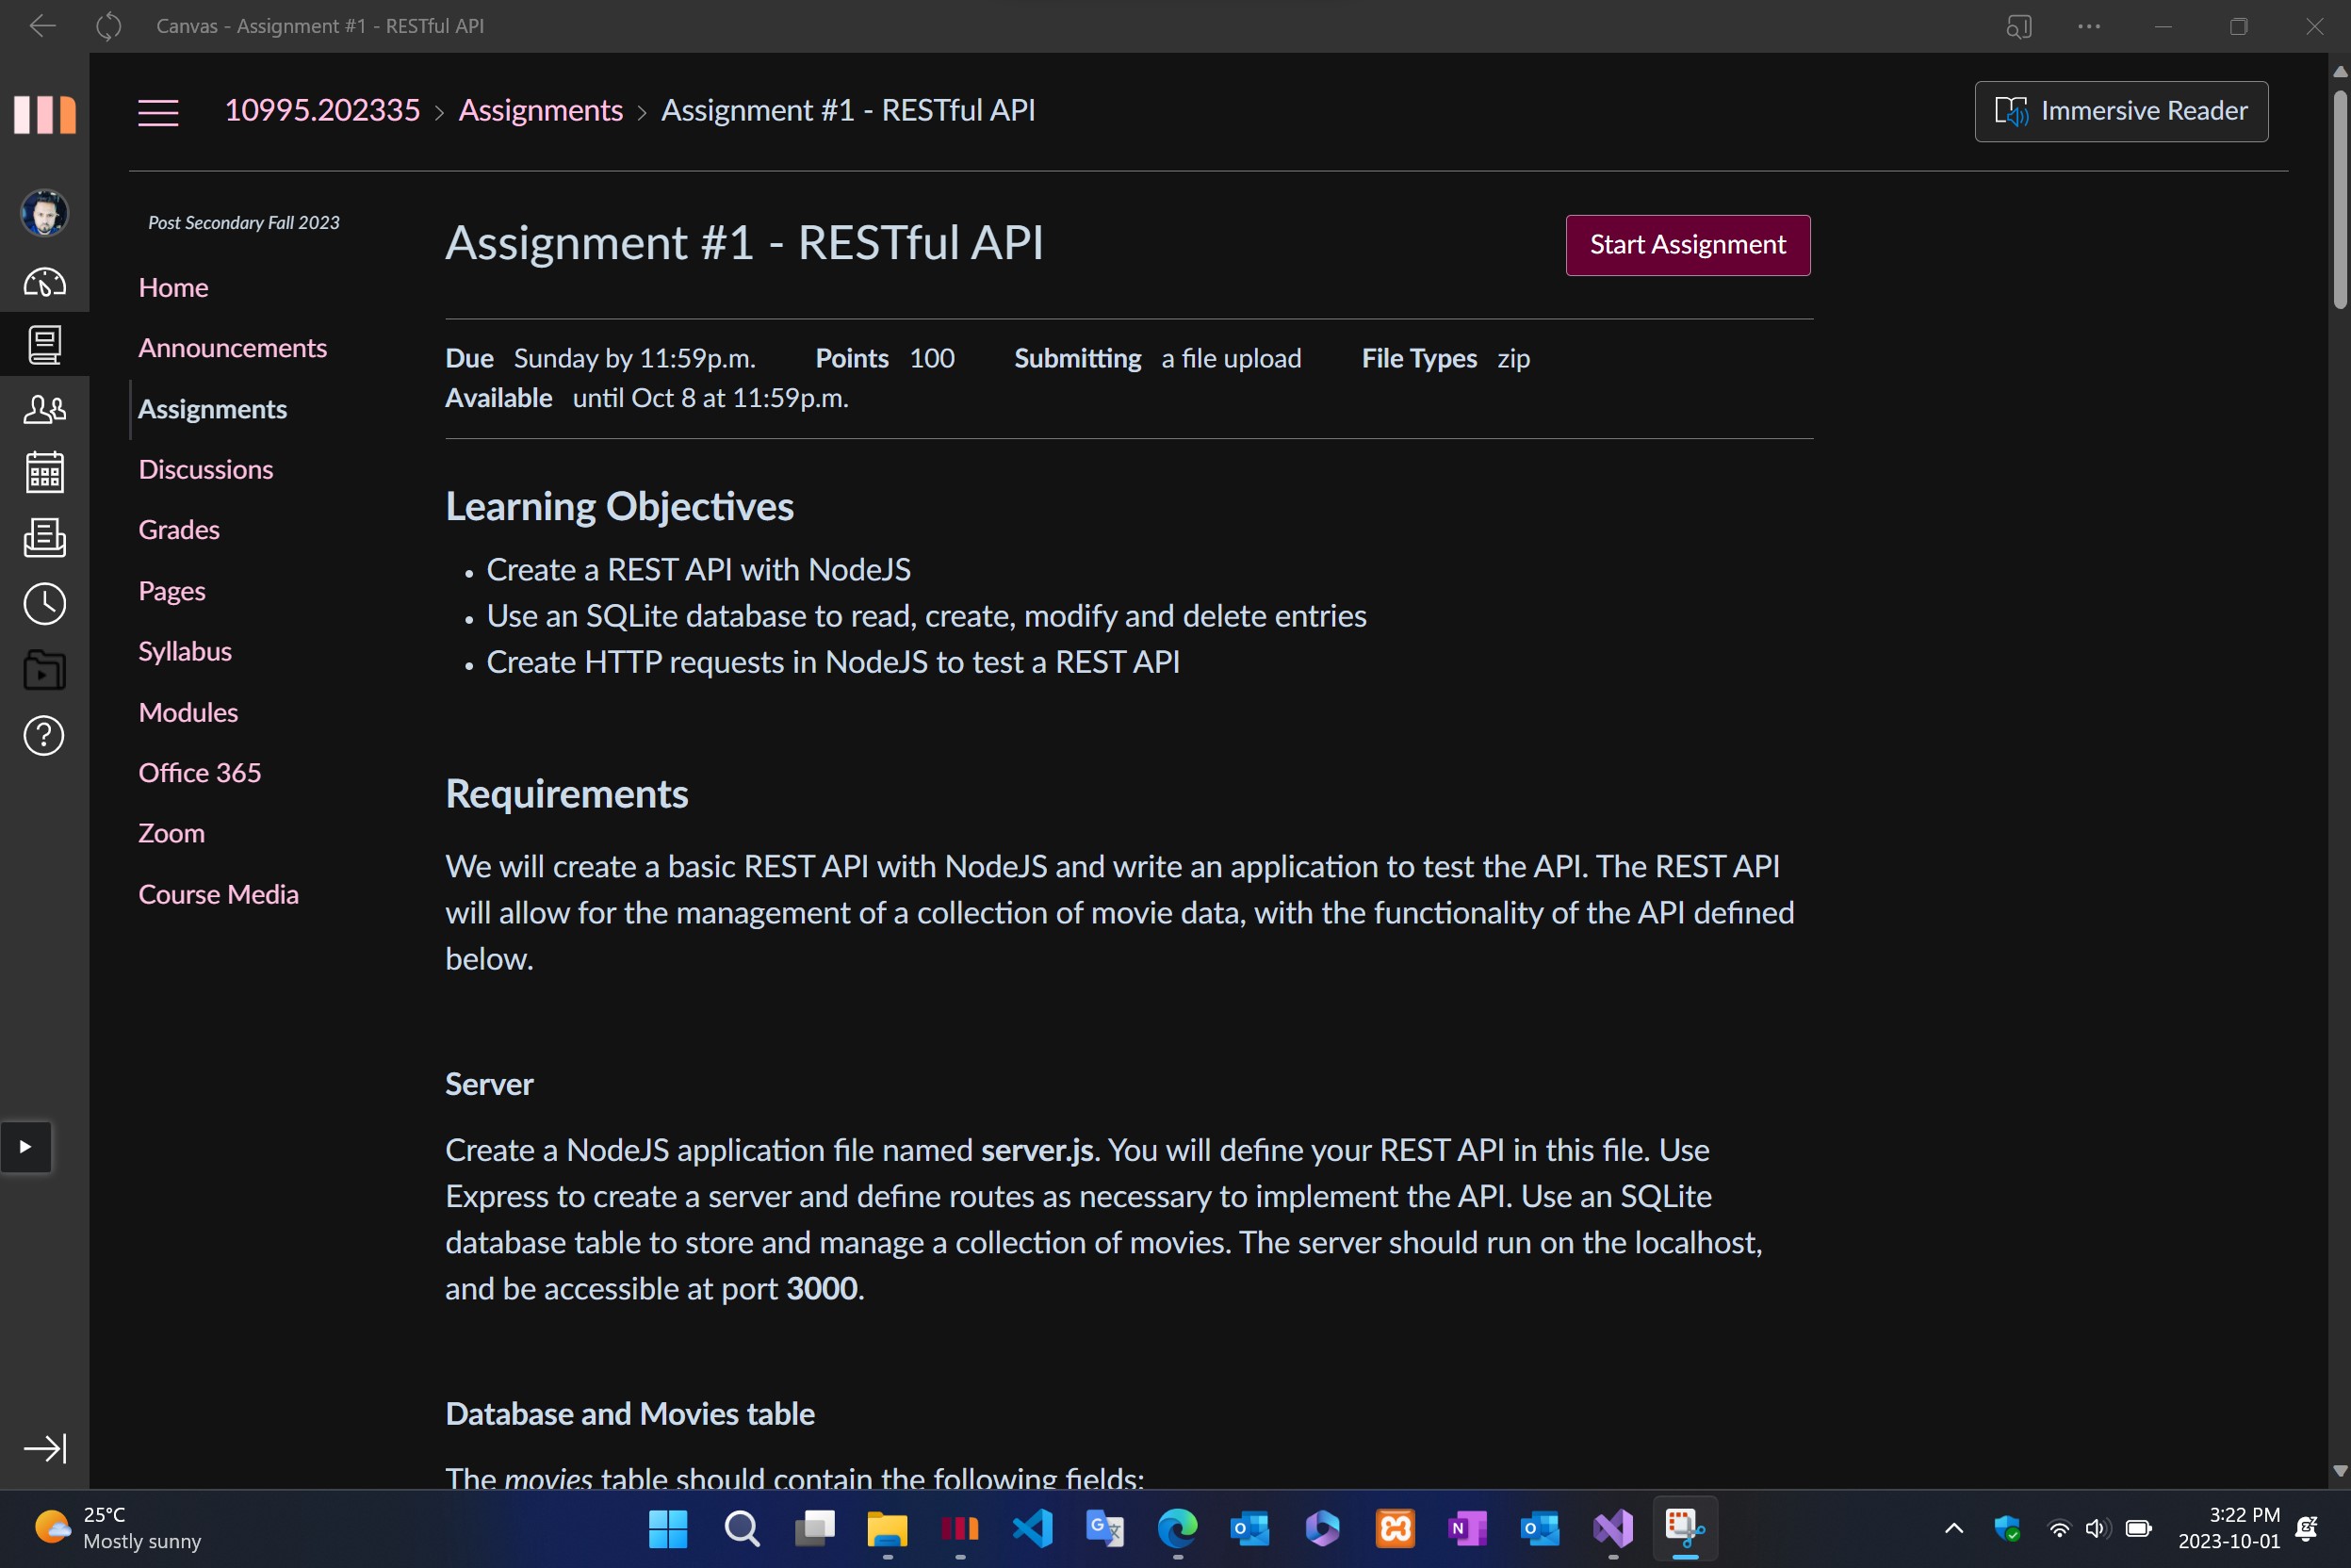 Canvas - Assignment #1 - RESTful API
10995.202335 > Assignments > Assignment #1 - RESTful API
Immersive Reader
Post Secondary Fall 2023
Home
Announcements
Assignments
Discussions
Grades
Pages
Syllabus
Modules
Office 365
Zoom
Course Media
Assignment #1 - RESTful API
Start Assignment
Due Sunday by 11:59p.m. Points 100 Submitting a file upload File Types zip
Available until Oct 8 at 11:59p.m.
Learning Objectives
• Create a REST API with NodeJS
• Use an SQLite database to read, create, modify and delete entries
• Create HTTP requests in NodeJS to test a REST API
Requirements
We will create a basic REST API with NodeJS and write an application to test the API. The REST API
will allow for the management of a collection of movie data, with the functionality of the API defined
below.
Server
Create a NodeJS application file named server.js. You will define your REST API in this file. Use
Express to create a server and define routes as necessary to implement the API. Use an SQLite
database table to store and manage a collection of movies. The server should run on the localhost,
and be accessible at port 3000.
Database and Movies table
The movies table should contain the following fields:
25°C
Mostly sunny
3:22 PM
2023-10-01